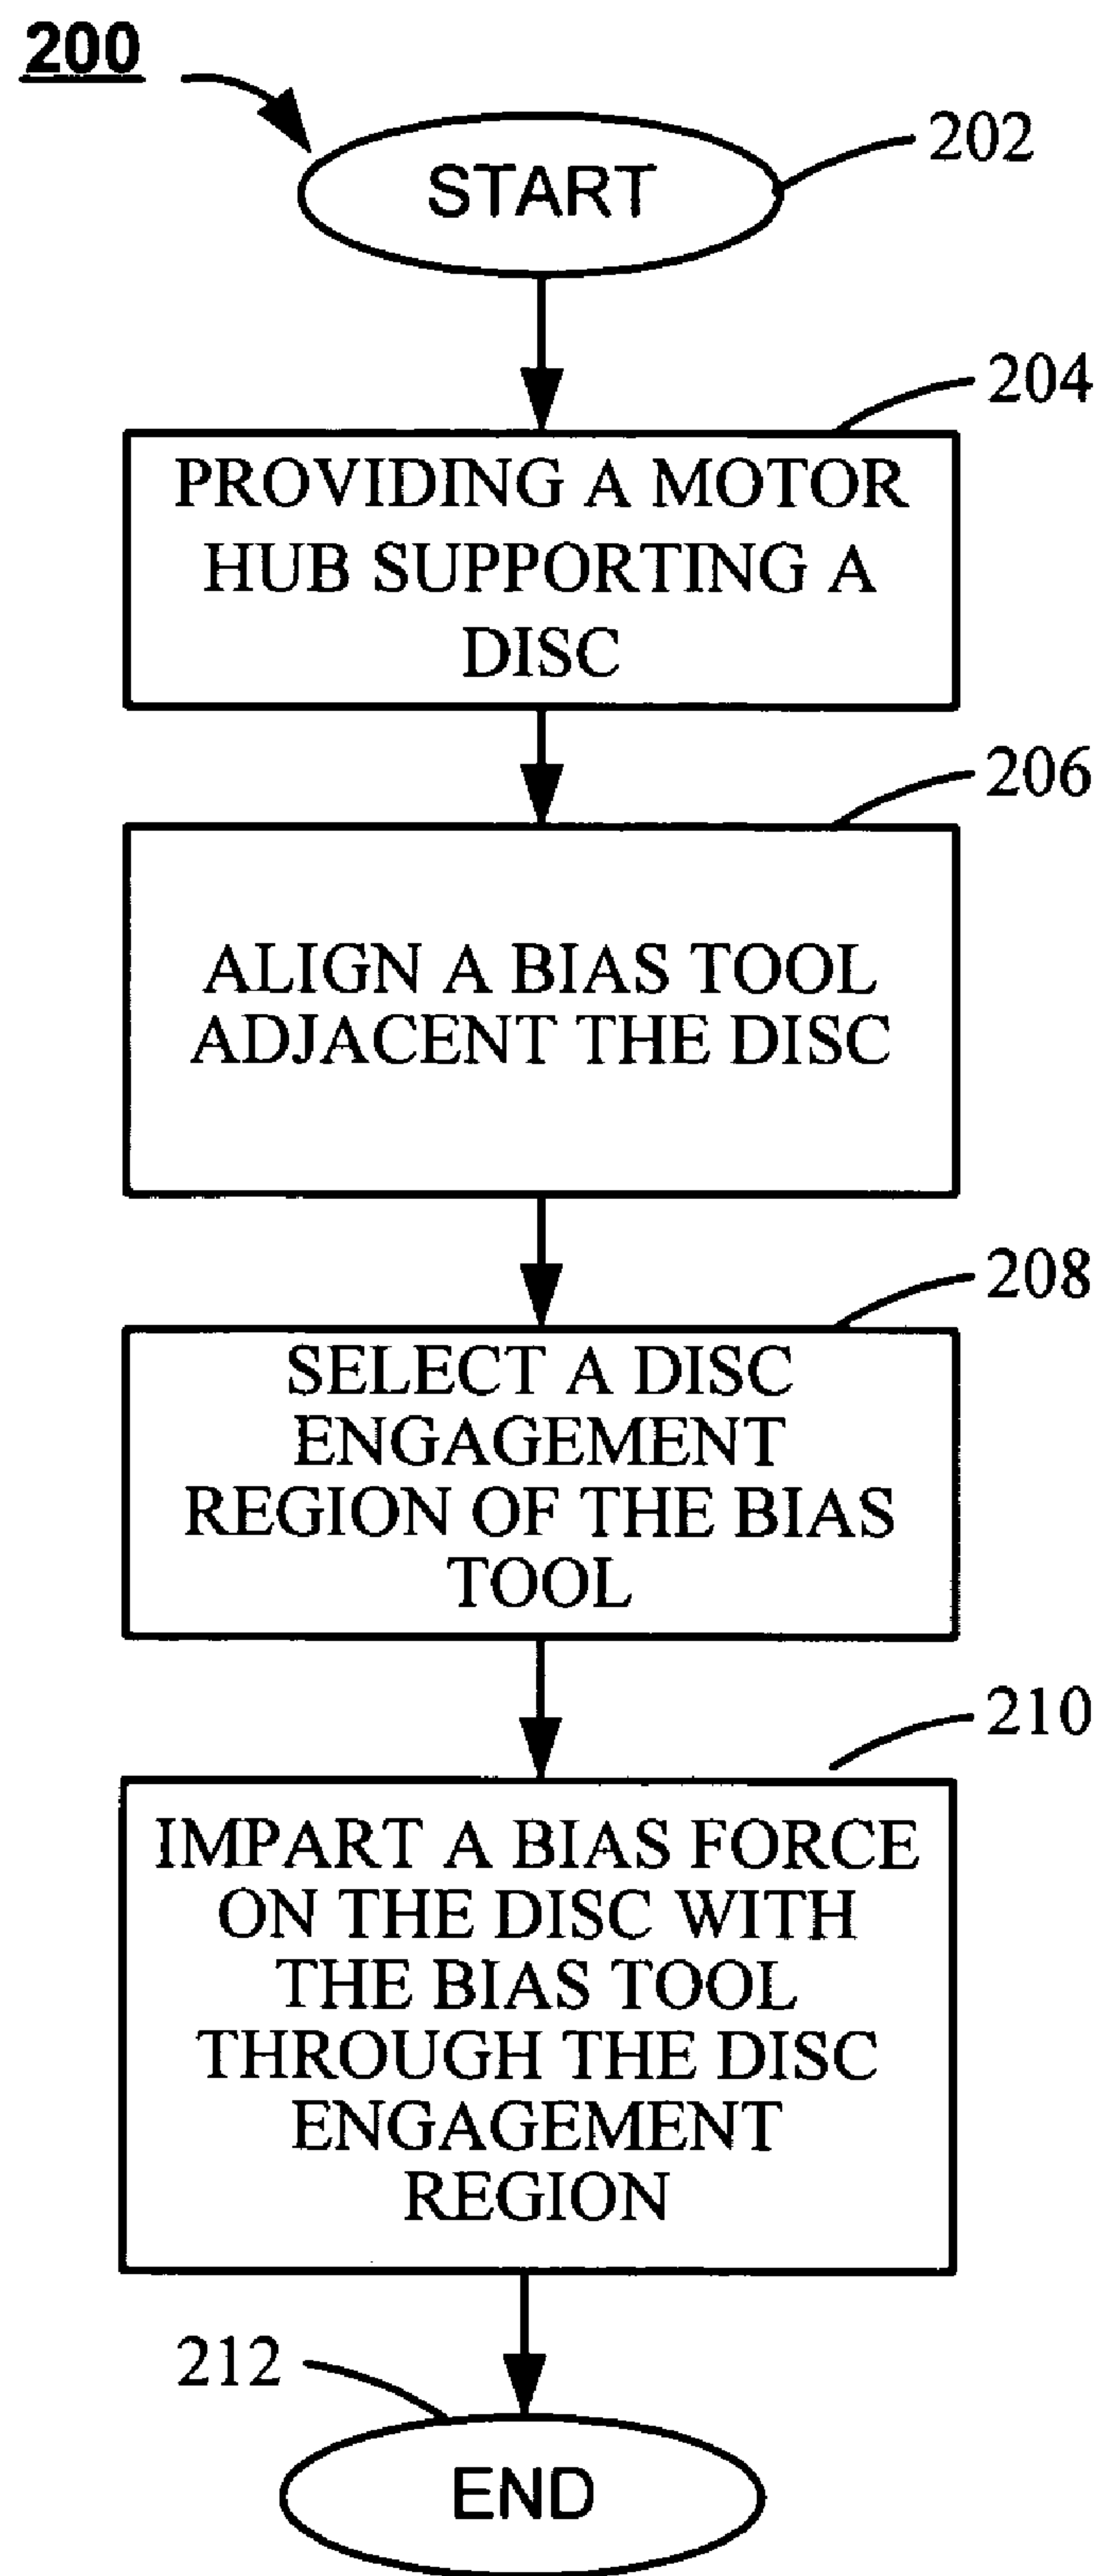 200
START
202
204
PROVIDING A MOTOR
HUB SUPPORTING A
DISC
206
ALIGN A BIAS TOOL
ADJACENT THE DISC
208
SELECT A DISC
ENGAGEMENT
REGION OF THE BIAS
TOOL
210
IMPART A BIAS FORCE
ON THE DISC WITH
THE BIAS TOOL
THROUGH THE DISC
ENGAGEMENT
REGION
212
END